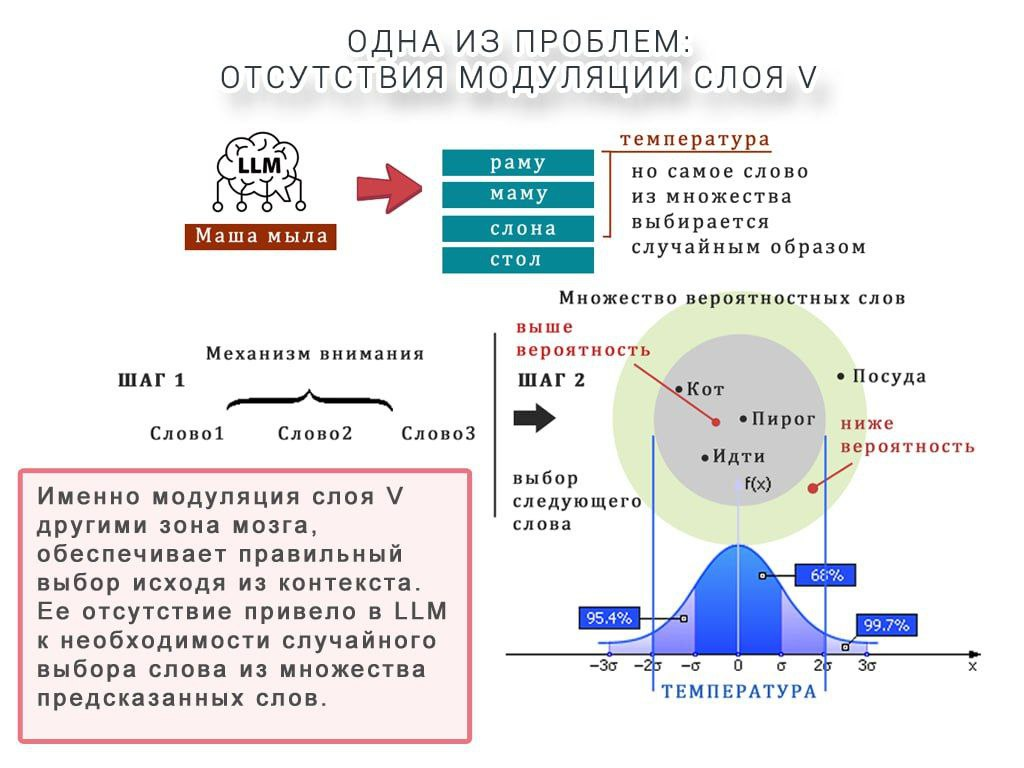 ОДНА ИЗ ПРОБЛЕМ:
ОТСУТСТВИЯ МОДУЛЯЦИИ СЛОЯ V
LLM
Маша мыла
раму
маму
слона
стол
температура
но самое слово
из множества
выбирается
случайным образом
Множество вероятностных слов
Механизм внимания
ШАГ 1
Слово1 Слово2 Слово3
ШАГ 2
выбор
следующего
слова
выше
вероятность
Кот
Пирог
Идти
Посуда
ниже
вероятность
f(x)
68%
95.4%
99.7%
-3σ -2σ -σ 0 σ 2σ 3σ x
ТЕМПЕРАТУРА
Именно модуляция слоя V
другими зона мозга,
обеспечивает правильный
выбор исходя из контекста.
Ее отсутствие привело в LLM
к необходимости случайного
выбора слова из множества
предсказанных слов.